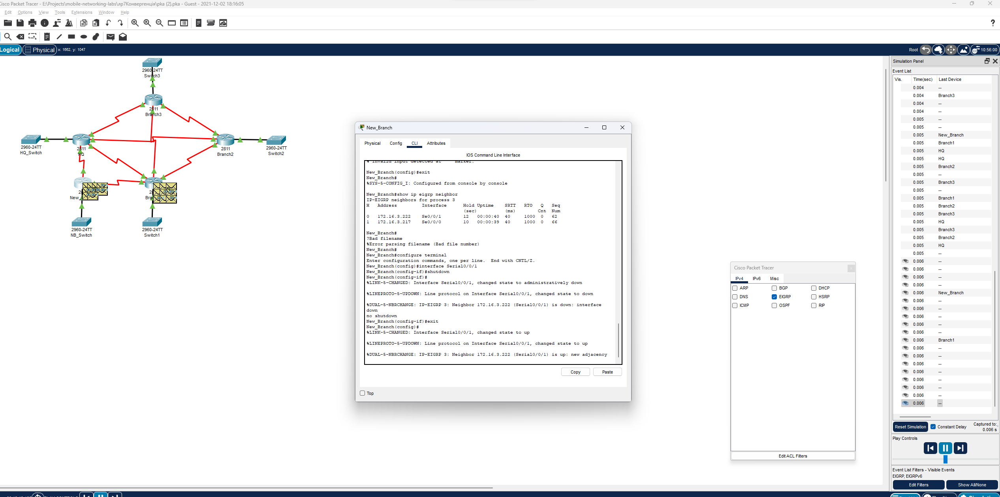 Cisco Packet Tracer - E:\Projects\mobile-networking-labs\лр7Конвергенція\pka (2).pka - Guest - 2021-12-02 18:16:05
Edit Options View Tools Extensions Window Help
Logical Physical x: 1662, y: 1047 Root 10:56:00
2960-24TT
Switch3
2811
Branch3
2960-24TT
HQ_Switch
2811
HQ
2811
Branch2
2960-24TT
Switch2
2960-24TT
NB_Switch
2960-24TT
Switch1
New_Branch
Physical Config CLI Attributes
IOS Command Line Interface
% Invalid input detected at marker.
New_Branch(config)#exit
New_Branch#
%SYS-5-CONFIG_I: Configured from console by console
New_Branch#show ip eigrp neighbor
IP-EIGRP neighbors for process 3
H Address Interface Hold Uptime SRTT RTO Q Seq
(sec) (ms) Cnt Num
0 172.16.3.222 Se0/0/1 12 00:00:40 40 1000 0 62
1 172.16.3.217 Se0/0/0 10 00:00:39 40 1000 0 66
New_Branch#
?Bad filename
%Error parsing filename (Bad file number)
New_Branch#
New_Branch#configure terminal
Enter configuration commands, one per line. End with CNTL/Z.
New_Branch(config)#interface Serial0/0/1
New_Branch(config-if)#shutdown
New_Branch(config-if)#
%LINK-5-CHANGED: Interface Serial0/0/1, changed state to administratively down
%LINEPROTO-5-UPDOWN: Line protocol on Interface Serial0/0/1, changed state to down
%DUAL-5-NBRCHANGE: IP-EIGRP 3: Neighbor 172.16.3.222 (Serial0/0/1) is down: interface
down
no shutdown
New_Branch(config-if)#exit
New_Branch(config)#
%LINK-5-CHANGED: Interface Serial0/0/1, changed state to up
%LINEPROTO-5-UPDOWN: Line protocol on Interface Serial0/0/1, changed state to up
%DUAL-5-NBRCHANGE: IP-EIGRP 3: Neighbor 172.16.3.222 (Serial0/0/1) is up: new adjacency
Copy Paste
Top
Cisco Packet Tracer
IPv4 IPv6 Misc
ARP BGP DHCP
DNS EIGRP HSRP
ICMP OSPF RIP
Edit ACL Filters
Simulation Panel
Event List
Vis. Time(sec) Last Device
0.004 --
0.004 Branch3
0.004 --
0.004 --
0.005 --
0.005 --
0.005 New_Branch
0.005 Branch1
0.005 HQ
0.005 HQ
0.005 Branch2
0.005 --
0.005 Branch3
0.005 --
0.005 Branch1
0.005 Branch2
0.005 Branch3
0.005 HQ
0.005 Branch3
0.005 Branch2
0.005 HQ
0.005 --
0.006 --
0.006 --
0.006 --
0.006 --
0.006 New_Branch
0.006 --
0.006 --
0.006 --
0.006 --
0.006 --
0.006 Branch1
0.006 --
0.006 --
0.006 --
0.006 --
0.006 --
0.006 --
0.006 --
0.006 --
Reset Simulation Constant Delay Captured to:
0.006 s
Play Controls
Event List Filters - Visible Events
EIGRP, EIGRPv6
Edit Filters Show All/None